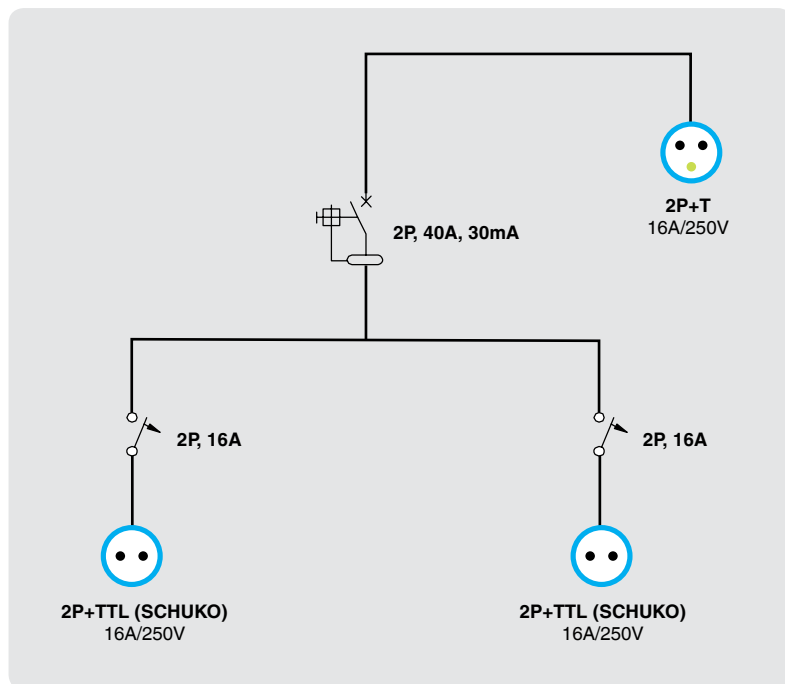 2P+T
16A/250V
2P, 40A, 30mA
2P, 16A
2P, 16A
2P+TTL (SCHUKO)
16A/250V
2P+TTL (SCHUKO)
16A/250V